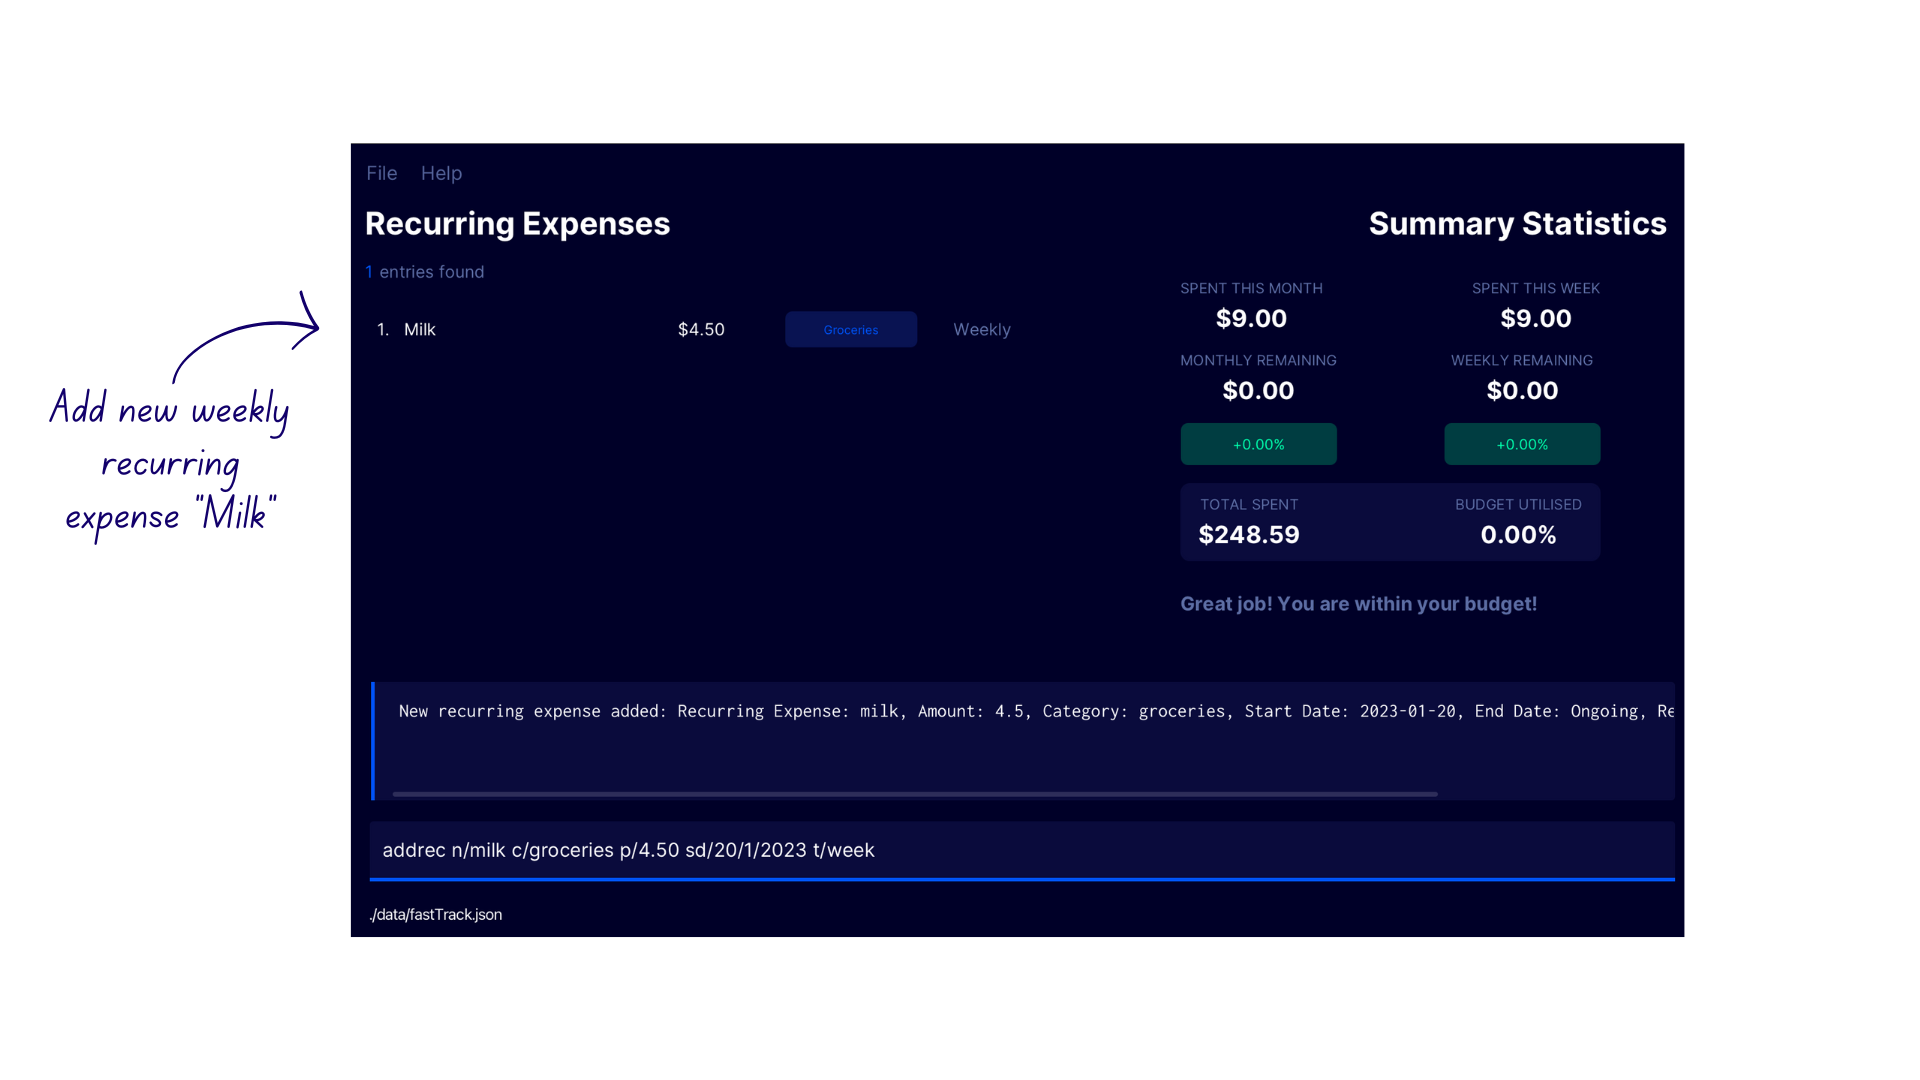 File Help
Recurring Expenses
Summary Statistics
1 entries found
1. Milk $4.50 Groceries Weekly
SPENT THIS MONTH
$9.00
SPENT THIS WEEK
$9.00
MONTHLY REMAINING
$0.00
WEEKLY REMAINING
$0.00
+0.00%
+0.00%
TOTAL SPENT
$248.59
BUDGET UTILISED
0.00%
Great job! You are within your budget!
Add new weekly
recurring
expense "Milk"
New recurring expense added: Recurring Expense: milk, Amount: 4.5, Category: groceries, Start Date: 2023-01-20, End Date: Ongoing, Re
addrec n/milk c/groceries p/4.50 sd/20/1/2023 t/week
./data/fastTrack.json